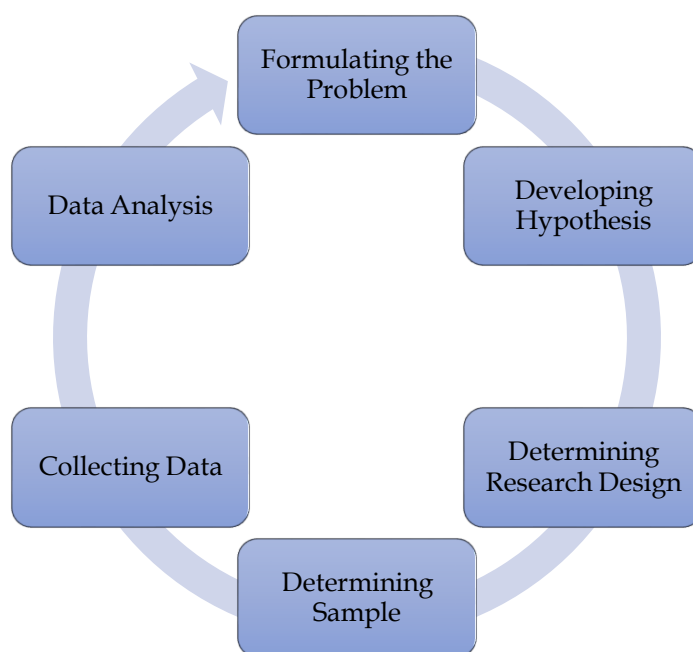 Formulating the
Problem
Developing
Hypothesis
Determining
Research Design
Determining
Sample
Collecting Data
Data Analysis